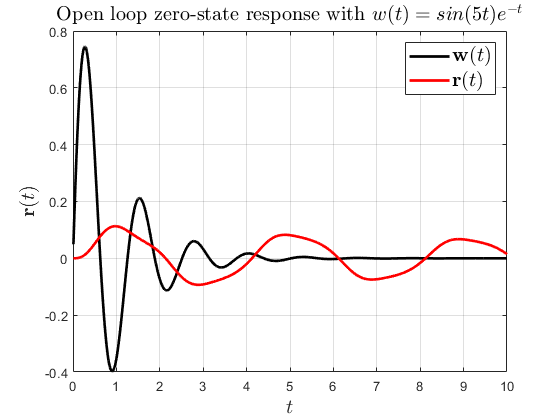 Open loop zero-state response with w(t) = sin(5t)e^{-t}
w(t)
r(t)
r(t)
0.8
0.6
0.4
0.2
0
-0.2
-0.4
0 1 2 3 4 5 6 7 8 9 10
t